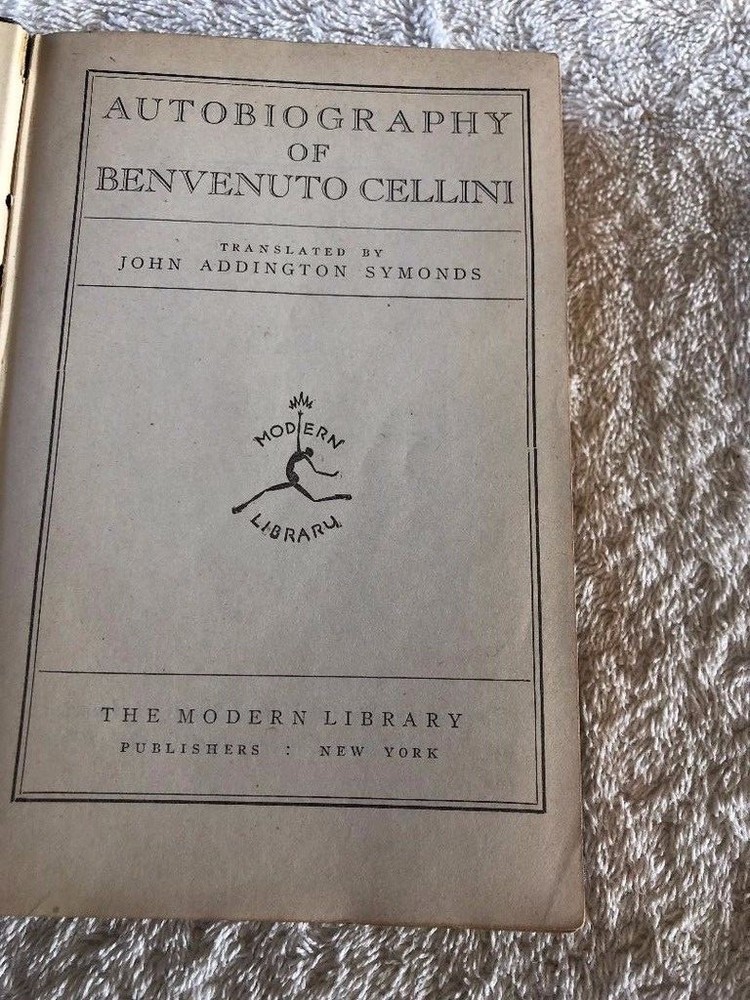 AUTOBIOGRAPHY
OF
BENVENUTO CELLINI
TRANSLATED BY
JOHN ADDINGTON SYMONDS
MODERN
LIBRARY
THE MODERN LIBRARY
PUBLISHERS : NEW YORK